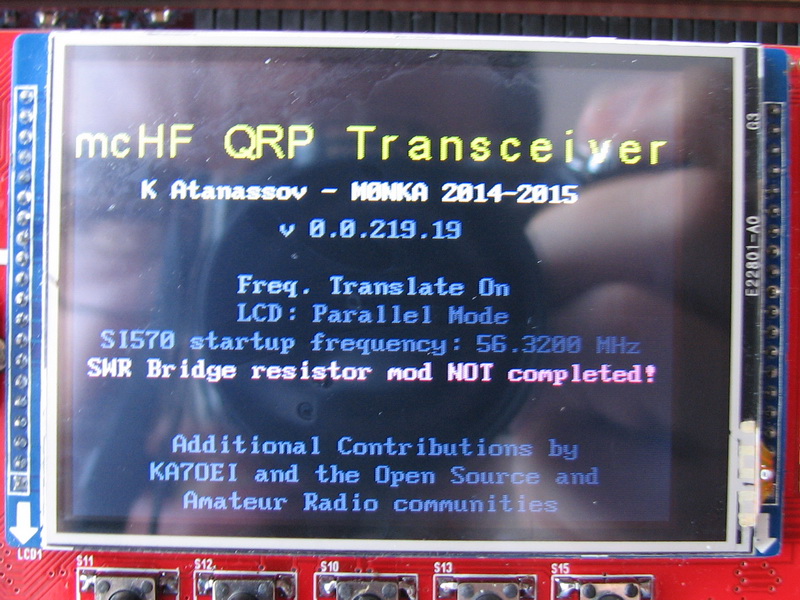 mcHF QRP Transceiver
K Atanassov - M0NKA 2014-2015
v 0.0.219.19
Freq. Translate On
LCD: Parallel Mode
SI570 startup frequency: 56.3200 MHz
SWR Bridge resistor mod NOT completed!
Additional Contributions by
KA7OEI and the Open Source and
Amateur Radio communities
G3
E22801-A0
LCD1
S11
S12
S10
S13
S15